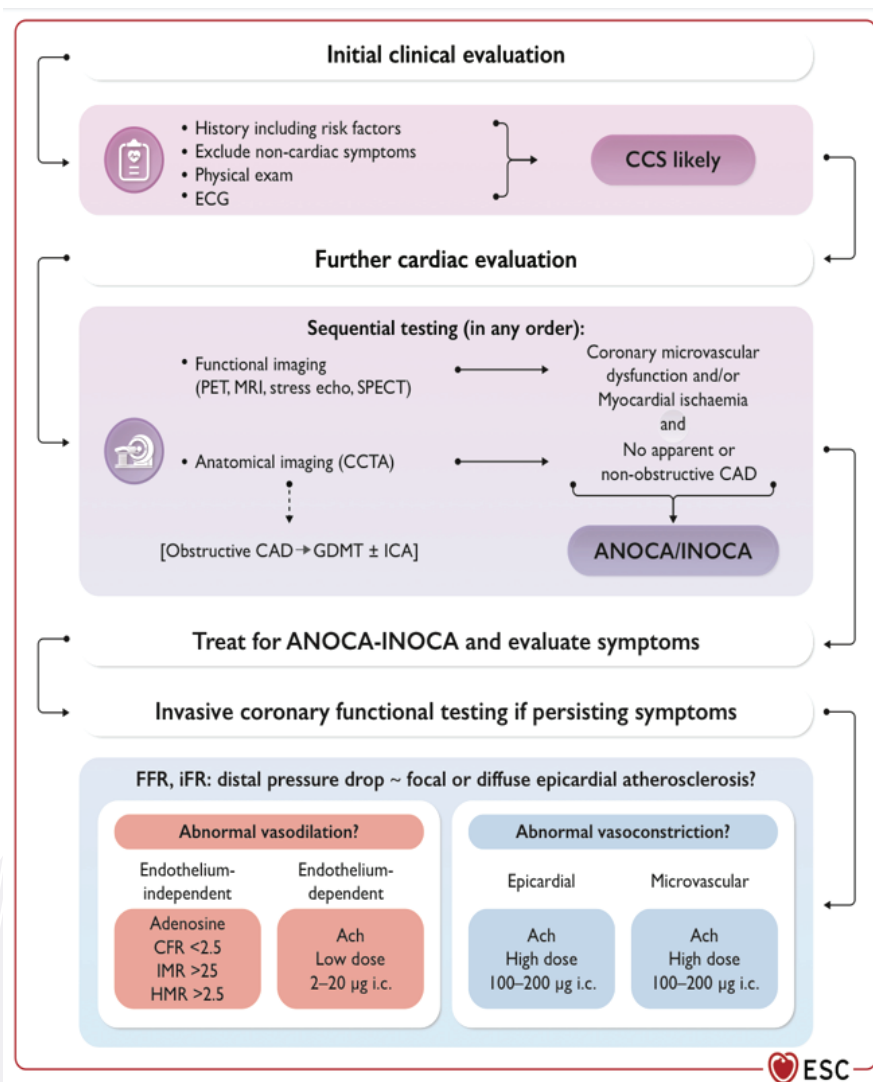 Initial clinical evaluation
• History including risk factors
• Exclude non-cardiac symptoms
• Physical exam
• ECG
CCS likely
Further cardiac evaluation
Sequential testing (in any order):
• Functional imaging
(PET, MRI, stress echo, SPECT)
Coronary microvascular
dysfunction and/or
Myocardial ischaemia
and
• Anatomical imaging (CCTA)
No apparent or
non-obstructive CAD
[Obstructive CAD → GDMT ± ICA]
ANOCA/INOCA
Treat for ANOCA-INOCA and evaluate symptoms
Invasive coronary functional testing if persisting symptoms
FFR, iFR: distal pressure drop ~ focal or diffuse epicardial atherosclerosis?
Abnormal vasodilation?
Endothelium-
independent
Adenosine
CFR <2.5
IMR >25
HMR >2.5
Endothelium-
dependent
Ach
Low dose
2–20 µg i.c.
Abnormal vasoconstriction?
Epicardial
Ach
High dose
100–200 µg i.c.
Microvascular
Ach
High dose
100–200 µg i.c.
ESC